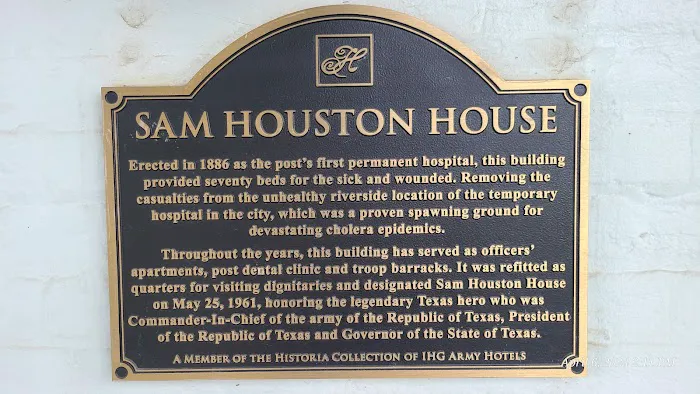 H
SAM HOUSTON HOUSE
Erected in 1886 as the post's first permanent hospital, this building
provided seventy beds for the sick and wounded. Removing the
casualties from the unhealthy riverside location of the temporary
hospital in the city, which was a proven spawning ground for
devastating cholera epidemics.
Throughout the years, this building has served as officers'
apartments, post dental clinic and troop barracks. It was refitted as
quarters for visiting dignitaries and designated Sam Houston House
on May 25, 1961, honoring the legendary Texas hero who was
Commander-In-Chief of the army of the Republic of Texas, President
of the Republic of Texas and Governor of the State of Texas.
A MEMBER OF THE HISTORIA COLLECTION OF IHG ARMY HOTELS